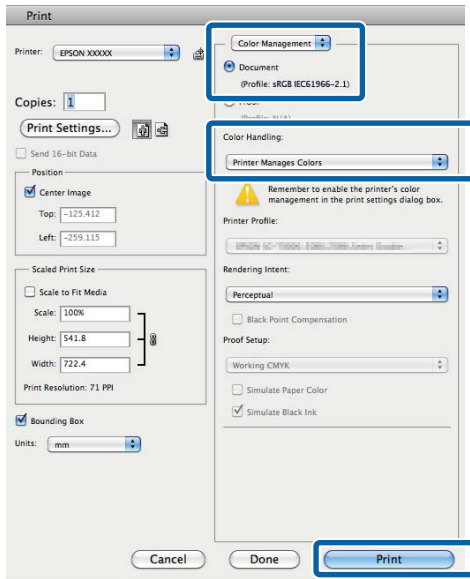 Print
Printer: EPSON XXXXX
Copies: 1
Print Settings...
Send 16-bit Data
Position
Center Image
Top: -125.412
Left: -259.115
Scaled Print Size
Scale to Fit Media
Scale: 100%
Height: 541.8
Width: 722.4
Print Resolution: 71 PPI
Bounding Box
Units: mm
Color Management
Document
(Profile: sRGB IEC61966-2.1)
Color Handling:
Printer Manages Colors
Remember to enable the printer's color
management in the print settings dialog box.
Printer Profile:
Rendering Intent:
Perceptual
Black Point Compensation
Proof Setup:
Working CMYK
Simulate Paper Color
Simulate Black Ink
Cancel
Done
Print